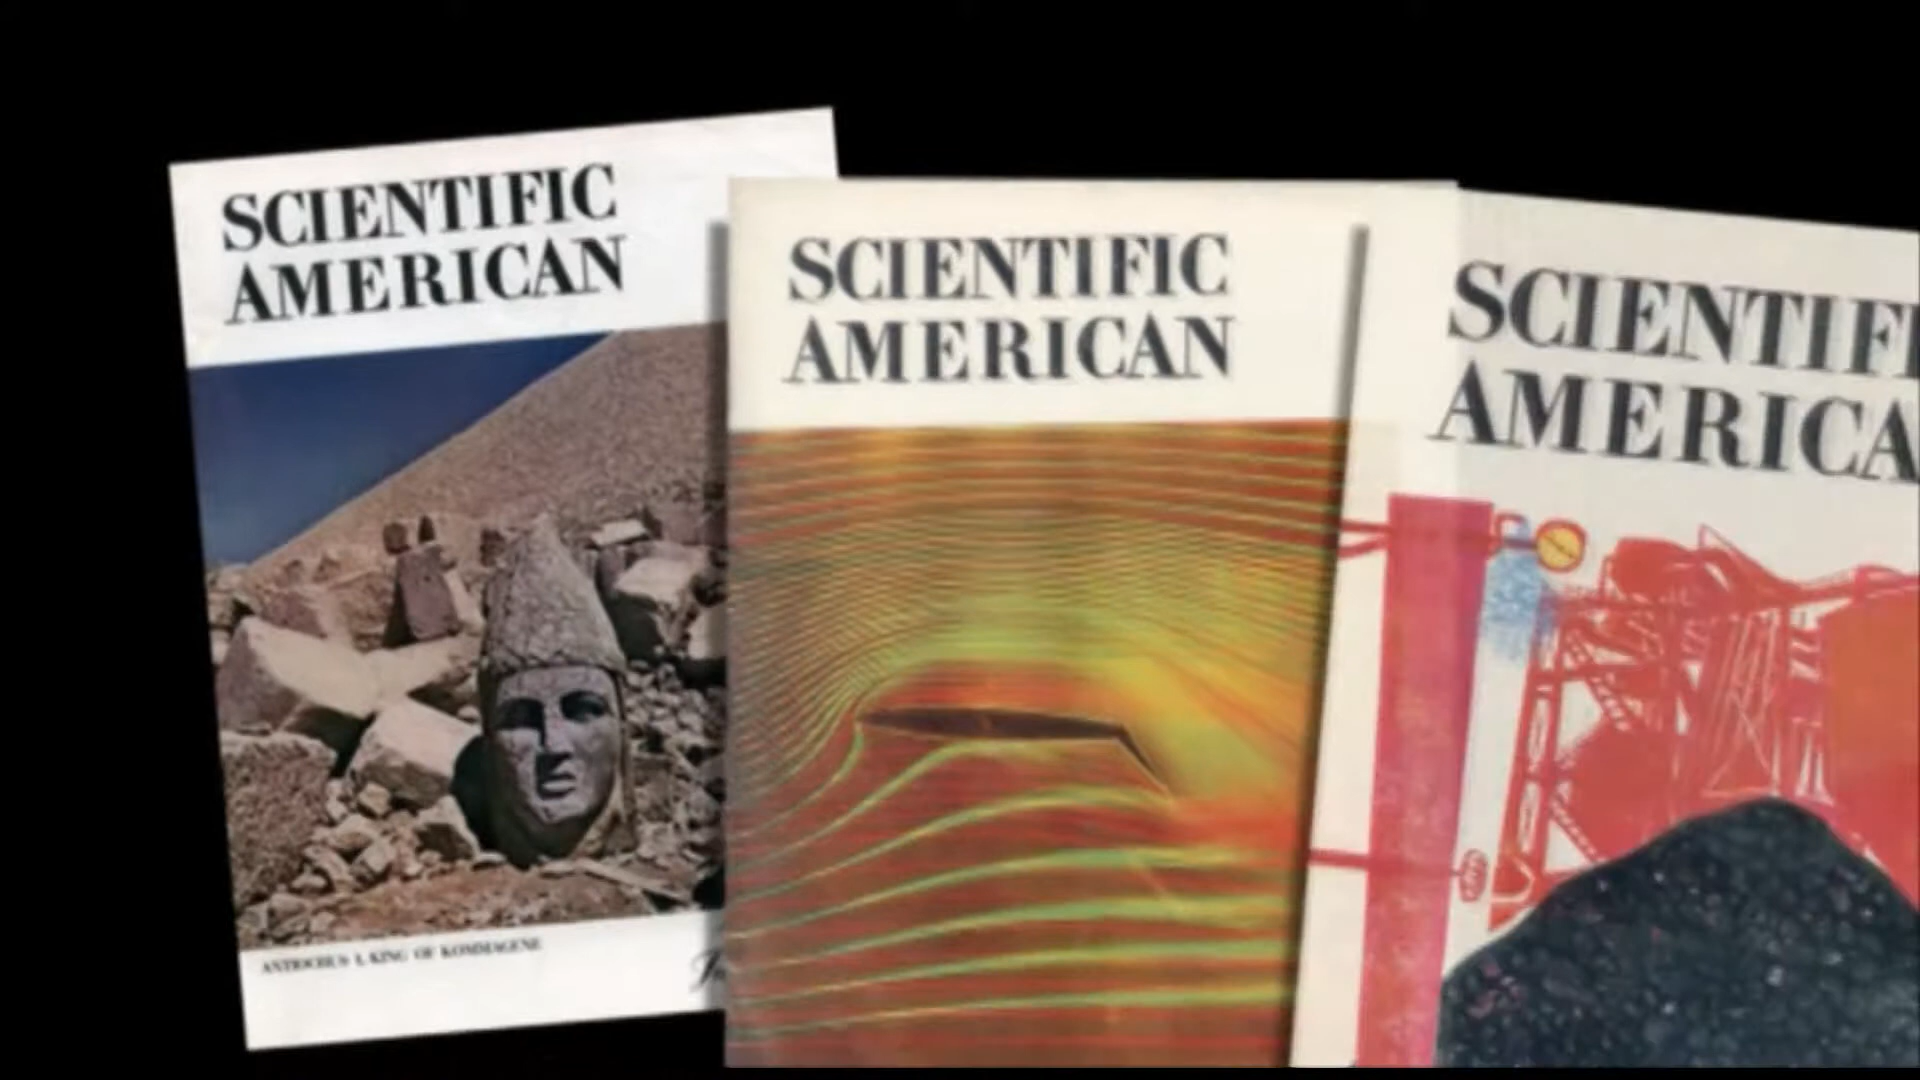 SCIENTIFIC
AMERICAN
ANTIOCHUS I, KING OF KOMMAGENE
SCIENTIFIC
AMERICAN
SCIENTIFI
AMERICA